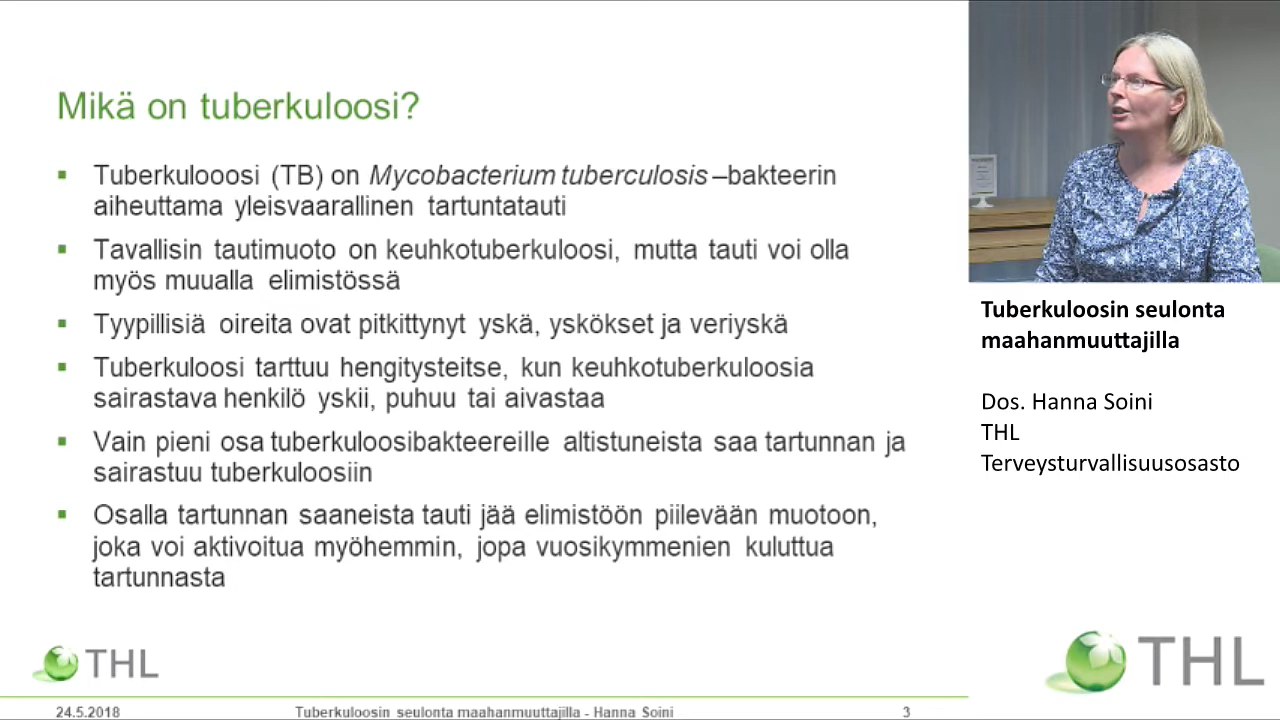 Mikä on tuberkuloosi?
▪ Tuberkulooosi (TB) on Mycobacterium tuberculosis –bakteerin
aiheuttama yleisvaarallinen tartuntatauti
▪ Tavallisin tautimuoto on keuhkotuberkuloosi, mutta tauti voi olla
myös muualla elimistössä
▪ Tyypillisiä oireita ovat pitkittynyt yskä, yskökset ja veriyskä
▪ Tuberkuloosi tarttuu hengitysteitse, kun keuhkotuberkuloosia
sairastava henkilö yskii, puhuu tai aivastaa
▪ Vain pieni osa tuberkuloosibakteereille altistuneista saa tartunnan ja
sairastuu tuberkuloosiin
▪ Osalla tartunnan saaneista tauti jää elimistöön piilevään muotoon,
joka voi aktivoitua myöhemmin, jopa vuosikymmenien kuluttua
tartunnasta
THL
24.5.2018 Tuberkuloosin seulonta maahanmuuttajilla - Hanna Soini 3
Tuberkuloosin seulonta
maahanmuuttajilla
Dos. Hanna Soini
THL
Terveysturvallisuusosasto
THL